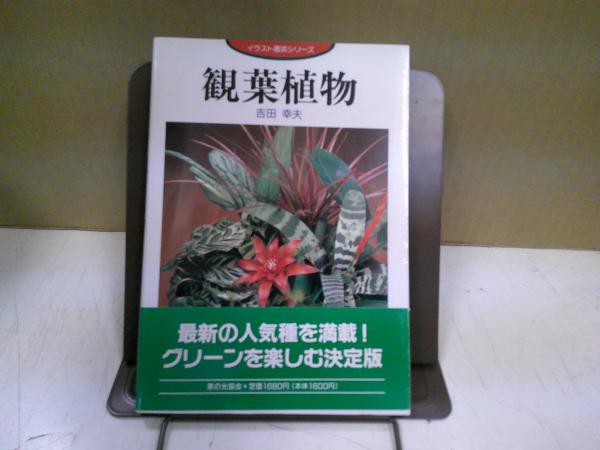 イラスト園芸シリーズ
観葉植物
吉田 幸夫
最新の人気種を満載!
グリーンを楽しむ決定版
家の光協会●定価1680円(本体1600円)